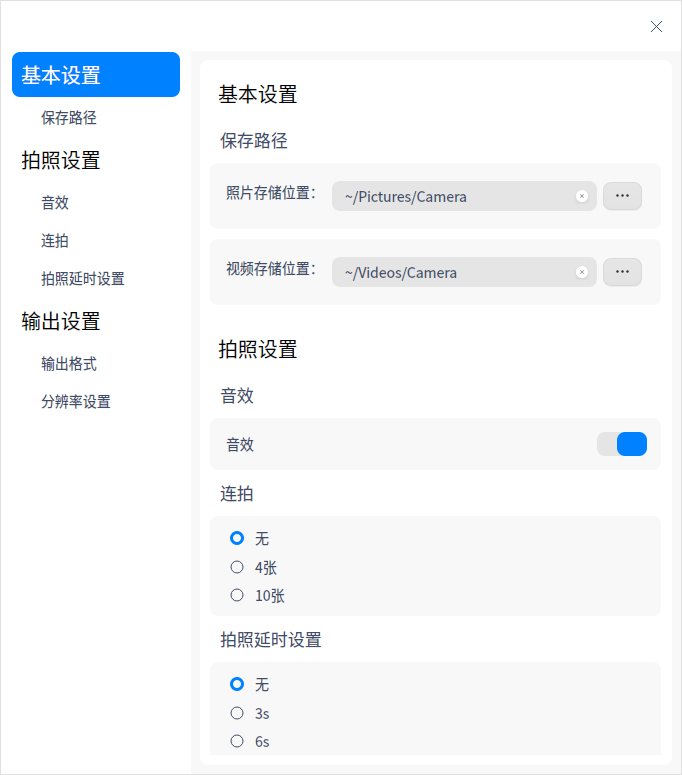 基本设置
保存路径
拍照设置
音效
连拍
拍照延时设置
输出设置
输出格式
分辨率设置
基本设置
保存路径
照片存储位置： ~/Pictures/Camera ...
视频存储位置： ~/Videos/Camera ...
拍照设置
音效
音效
连拍
无
4张
10张
拍照延时设置
无
3s
6s